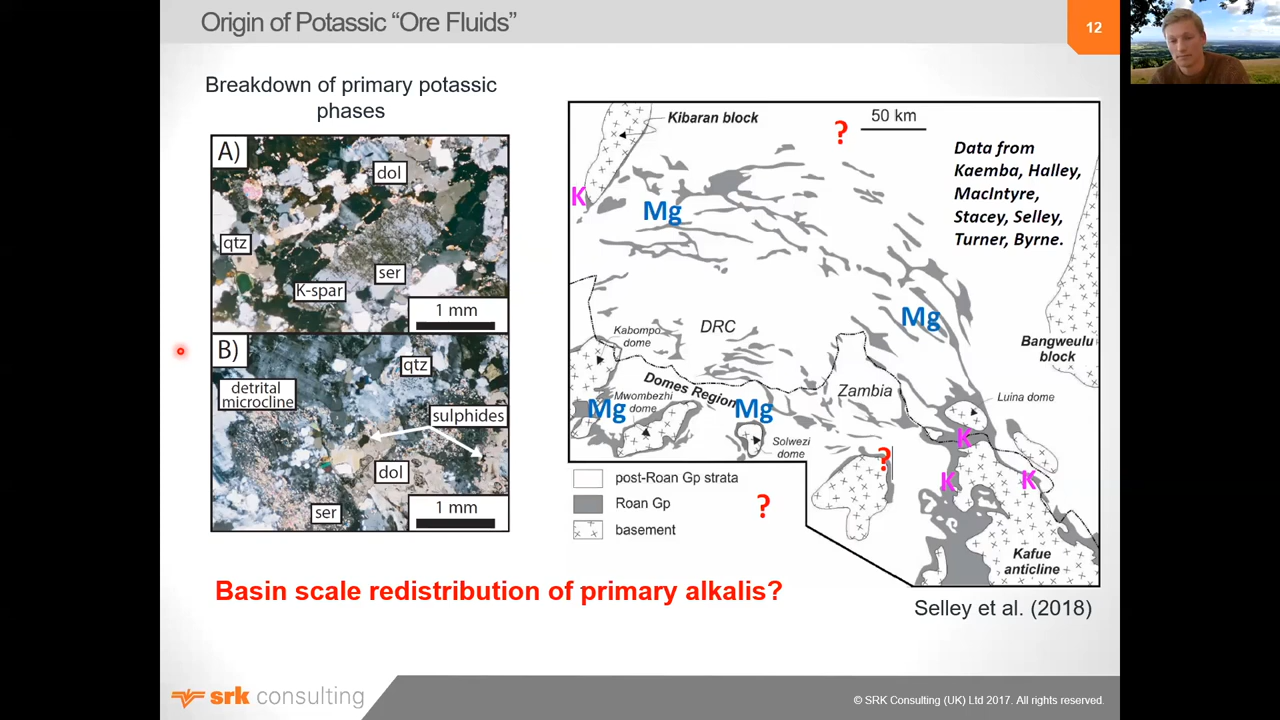 Origin of Potassic “Ore Fluids”
12
Breakdown of primary potassic
phases
A)
dol
qtz
ser
K-spar
1 mm
B)
qtz
detrital
microcline
sulphides
dol
ser
1 mm
Kibaran block
?
50 km
Data from
Kaemba, Halley,
MacIntyre,
Stacey, Selley,
Turner, Byrne.
K
Mg
Mg
DRC
Kabompo
dome
Bangweulu
block
Domes Region
Mwombezhi
dome
Mg
Mg
Zambia
Luina dome
Solwezi
dome
K
?
K
K
post-Roan Gp strata
Roan Gp
?
basement
Kafue
anticline
Basin scale redistribution of primary alkalis?
Selley et al. (2018)
srk consulting
© SRK Consulting (UK) Ltd 2017. All rights reserved.